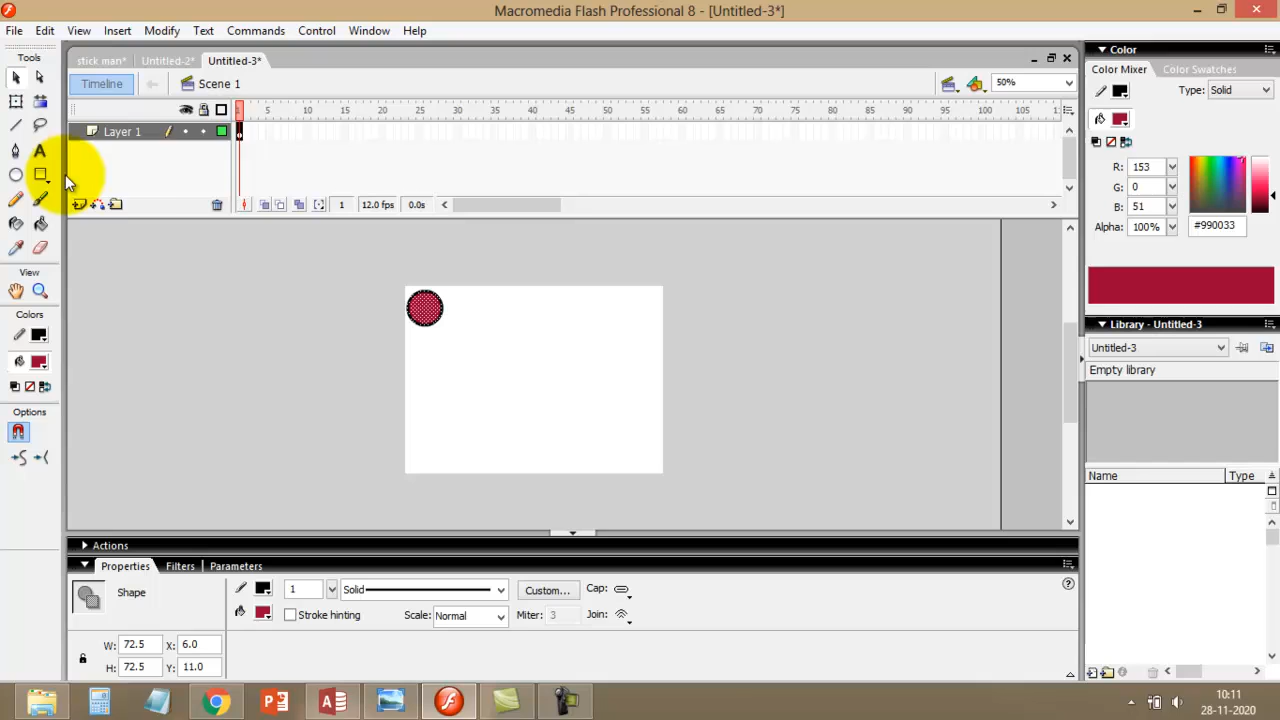 Macromedia Flash Professional 8 - [Untitled-3*]
File Edit View Insert Modify Text Commands Control Window Help
Tools
stick man* Untitled-2* Untitled-3*
Timeline Scene 1 50%
1 5 10 15 20 25 30 35 40 45 50 55 60 65 70 75 80 85 90 95 100 105
Layer 1
A
1 12.0 fps 0.0s
View
Colors
Options
Color
Color Mixer Color Swatches
Type: Solid
R: 153
G: 0
B: 51
Alpha: 100% #990033
Library - Untitled-3
Untitled-3
Empty library
Name Type
Actions
Properties Filters Parameters
Shape
1 Solid Custom... Cap:
Stroke hinting Scale: Normal Miter: 3 Join:
W: 72.5 X: 6.0
H: 72.5 Y: 11.0
10:11
28-11-2020